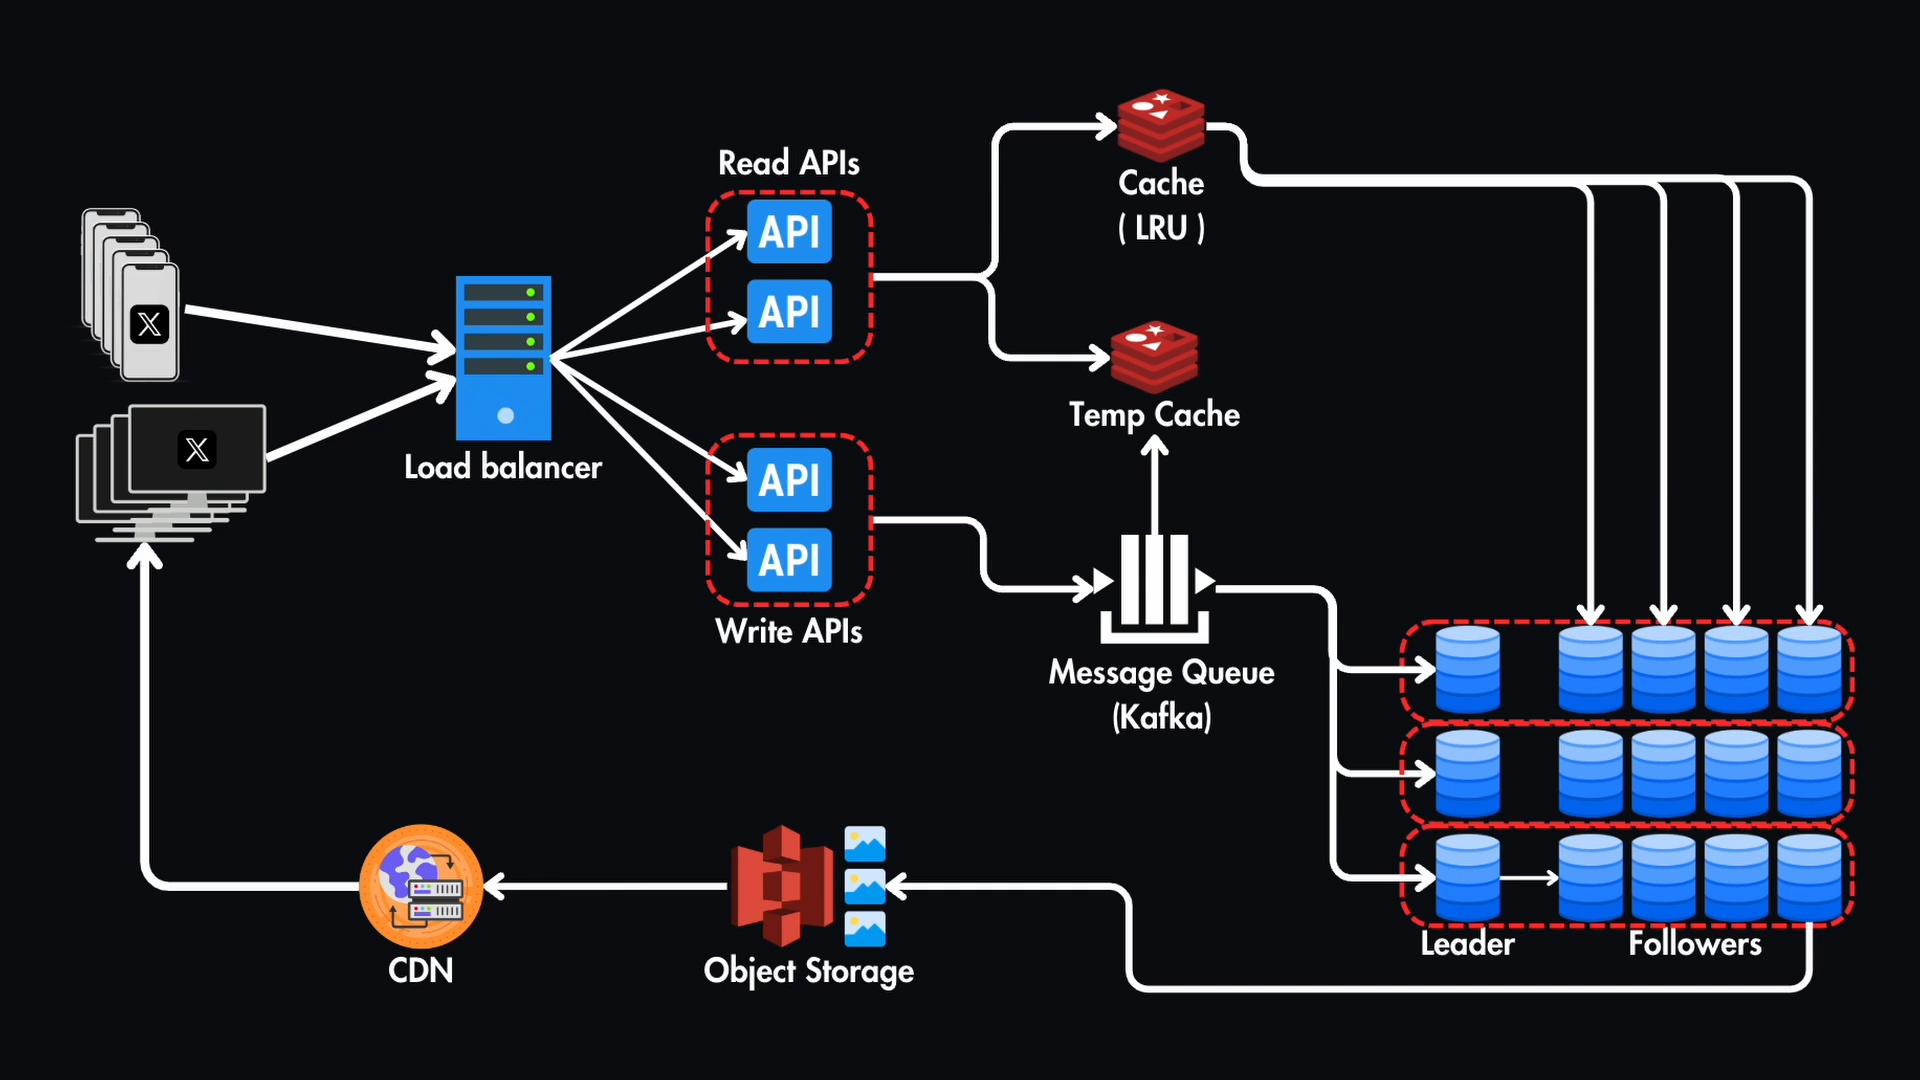 Read APIs
API
API
Cache
( LRU )
Temp Cache
Load balancer
API
API
Write APIs
Message Queue
(Kafka)
Leader
Followers
CDN
Object Storage